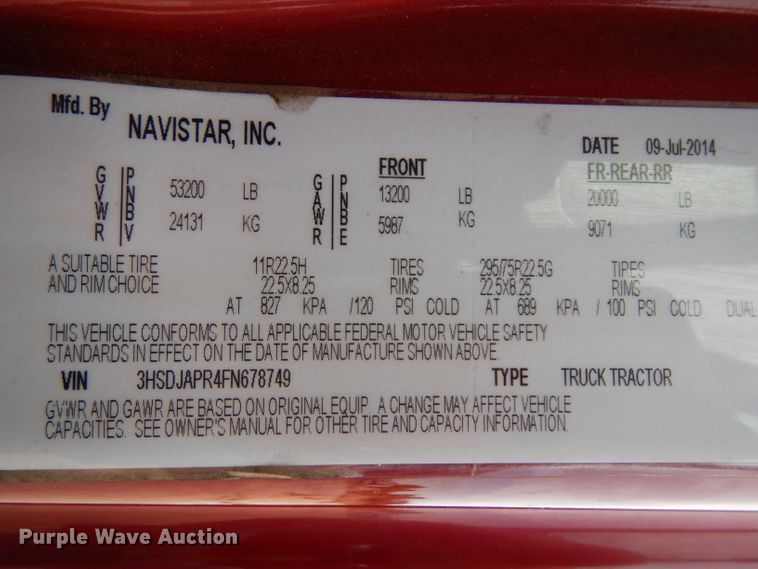 Mfd. By
NAVISTAR, INC.
DATE 09-Jul-2014
FRONT
FR-REAR-RR
GVWR PNBV 53200 LB GAWR PNBE 13200 LB 20000 LB
24131 KG 5987 KG 9071 KG
A SUITABLE TIRE 11R22.5H TIRES 295/75R22.5G TIRES
AND RIM CHOICE 22.5X8.25 RIMS 22.5X8.25 RIMS
AT 827 KPA /120 PSI COLD AT 689 KPA / 100 PSI COLD DUAL
THIS VEHICLE CONFORMS TO ALL APPLICABLE FEDERAL MOTOR VEHICLE SAFETY
STANDARDS IN EFFECT ON THE DATE OF MANUFACTURE SHOWN ABOVE.
VIN 3HSDJAPR4FN678749 TYPE TRUCK TRACTOR
GVWR AND GAWR ARE BASED ON ORIGINAL EQUIP. A CHANGE MAY AFFECT VEHICLE
CAPACITIES. SEE OWNER'S MANUAL FOR OTHER TIRE AND CAPACITY INFORMATION.
Purple Wave Auction